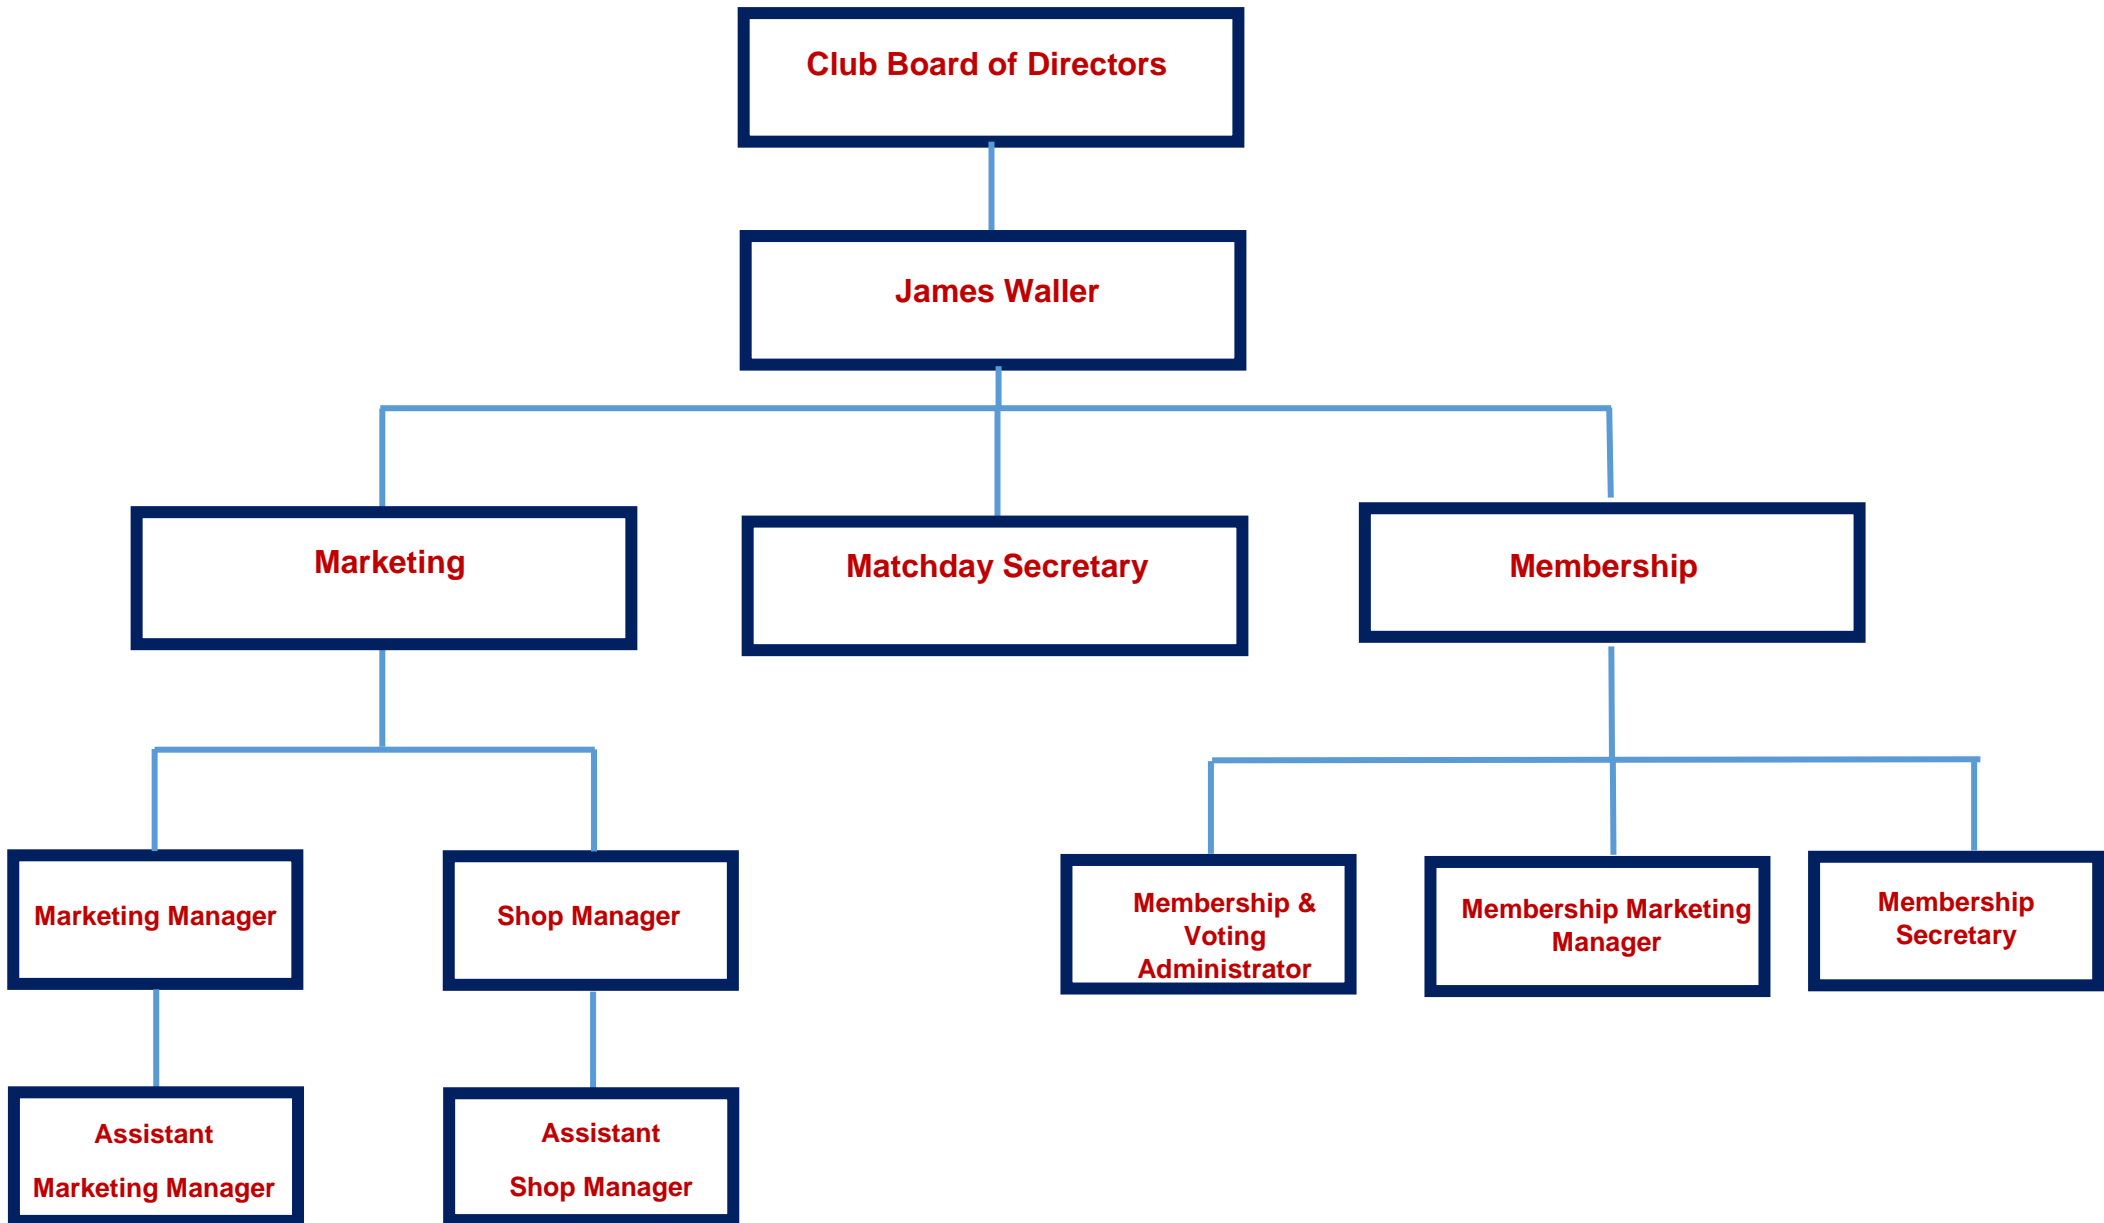 Club Board of Directors
James Waller
Marketing
Matchday Secretary
Membership
Marketing Manager
Shop Manager
Membership &
Voting
Administrator
Membership Marketing
Manager
Membership
Secretary
Assistant
Marketing Manager
Assistant
Shop Manager